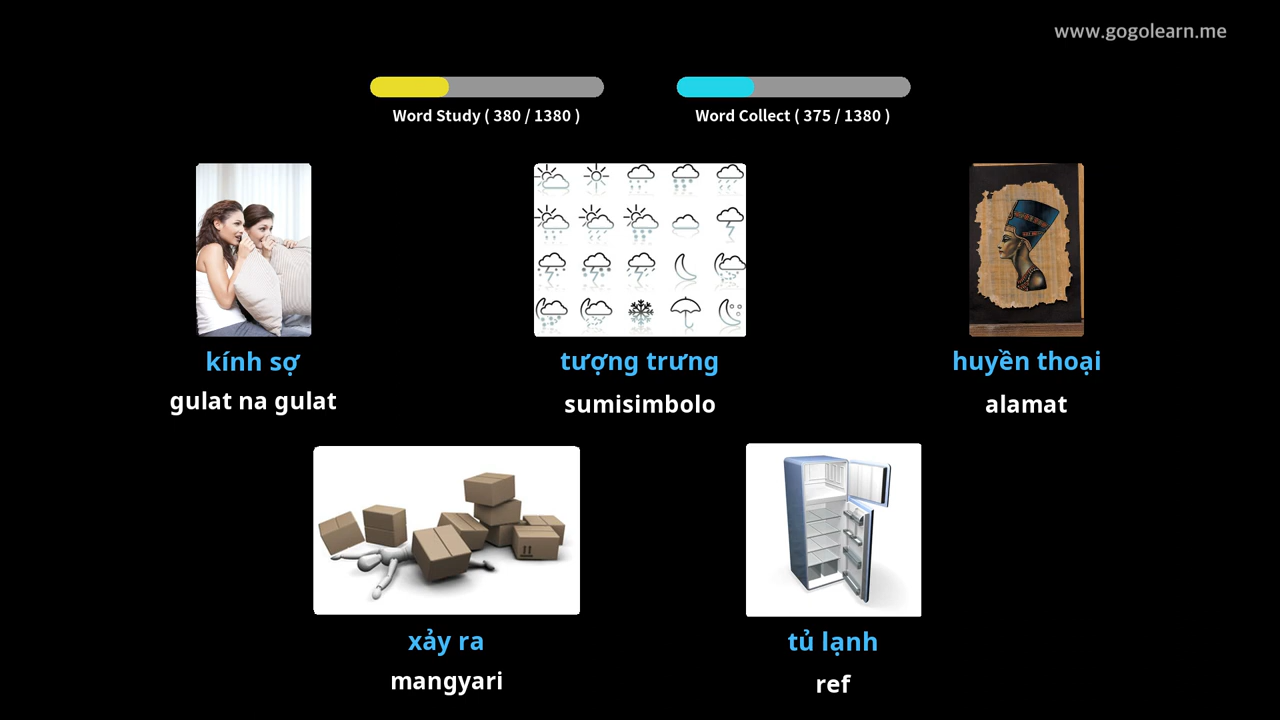 www.gogolearn.me
Word Study ( 380 / 1380 )
Word Collect ( 375 / 1380 )
kính sợ
gulat na gulat
tượng trưng
sumisimbolo
huyền thoại
alamat
xảy ra
mangyari
tủ lạnh
ref